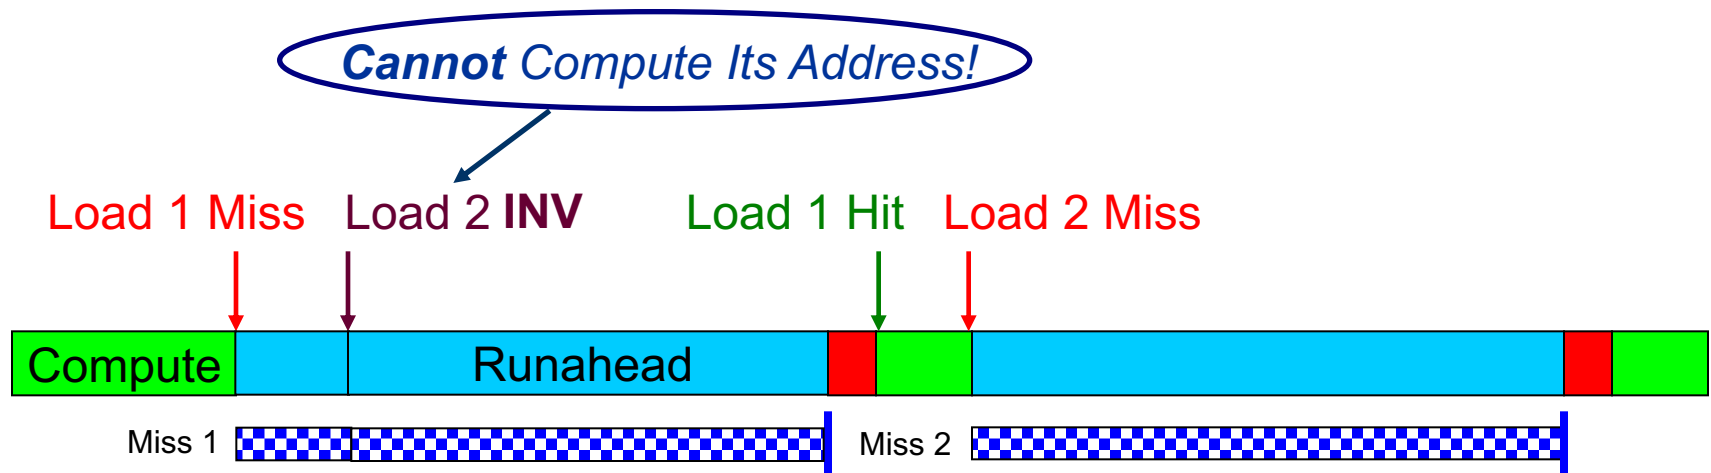 Cannot Compute Its Address!
Load 1 Miss Load 2 INV Load 1 Hit Load 2 Miss
Compute Runahead
Miss 1 Miss 2